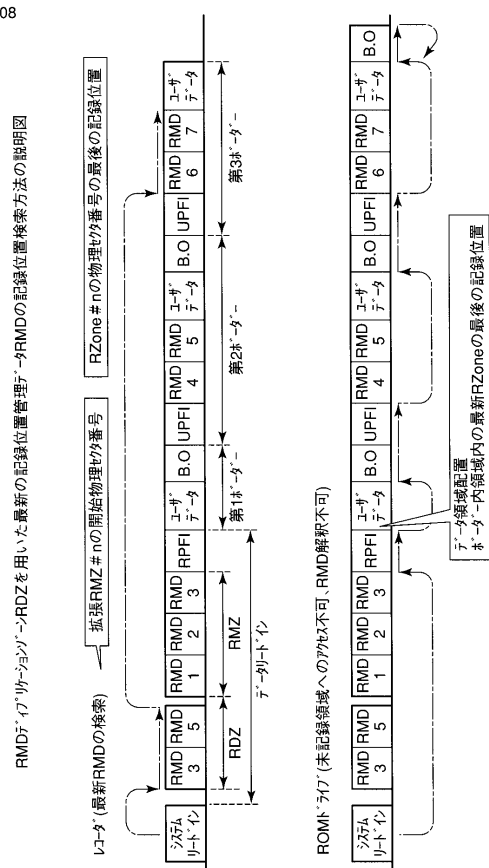 08
RMDディプリケーションゾーンRDZを用いた最新の記録位置管理データRMDの記録位置検索方法の説明図
レコーダ(最新RMDの検索)
拡張RMZ#nの開始物理セクタ番号
RZone#nの物理セクタ番号の最後の記録位置
システム
リードイン
RMD
3
RMD
5
RMD
1
RMD
2
RMD
3
RPFI
ユーザ
データ
B.O
UPFI
RMD
4
RMD
5
ユーザ
データ
B.O
UPFI
RMD
6
RMD
7
ユーザ
データ
RDZ
RMZ
第1ボーダー
第2ボーダー
第3ボーダー
データリードイン
ROMドライブ(未記録領域へのアクセス不可、RMD解釈不可)
システム
リードイン
RMD
3
RMD
5
RMD
1
RMD
2
RMD
3
RPFI
ユーザ
データ
B.O
UPFI
RMD
4
RMD
5
ユーザ
データ
B.O
UPFI
RMD
6
RMD
7
ユーザ
データ
B.O
データ領域配置
ボーダー内領域内の最新RZoneの最後の記録位置